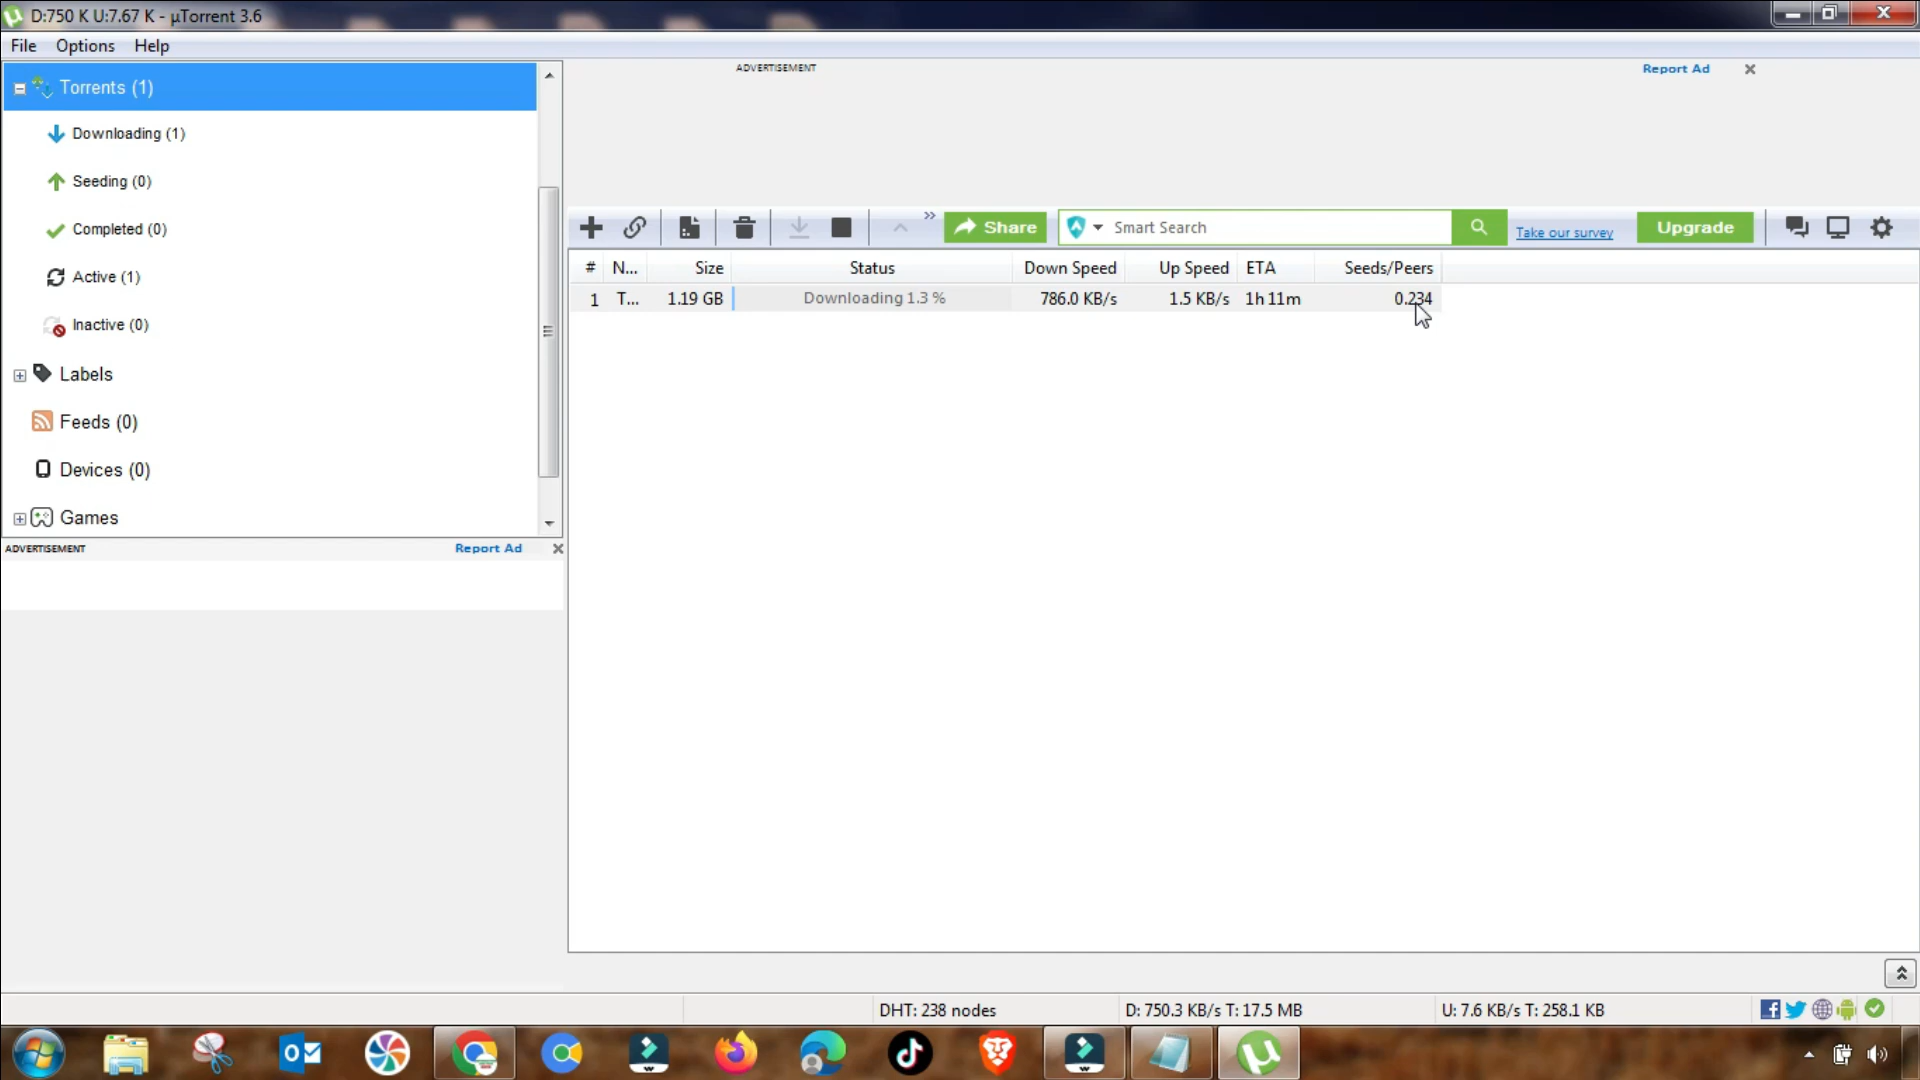 D:750 K U:7.67 K - µTorrent 3.6
File Options Help
Torrents (1)
Downloading (1)
Seeding (0)
Completed (0)
Active (1)
Inactive (0)
Labels
Feeds (0)
Devices (0)
Games
ADVERTISEMENT Report Ad
ADVERTISEMENT Report Ad
Share Smart Search Take our survey Upgrade
# N... Size Status Down Speed Up Speed ETA Seeds/Peers
1 T... 1.19 GB Downloading 1.3 % 786.0 KB/s 1.5 KB/s 1h 11m 0.234
DHT: 238 nodes D: 750.3 KB/s T: 17.5 MB U: 7.6 KB/s T: 258.1 KB